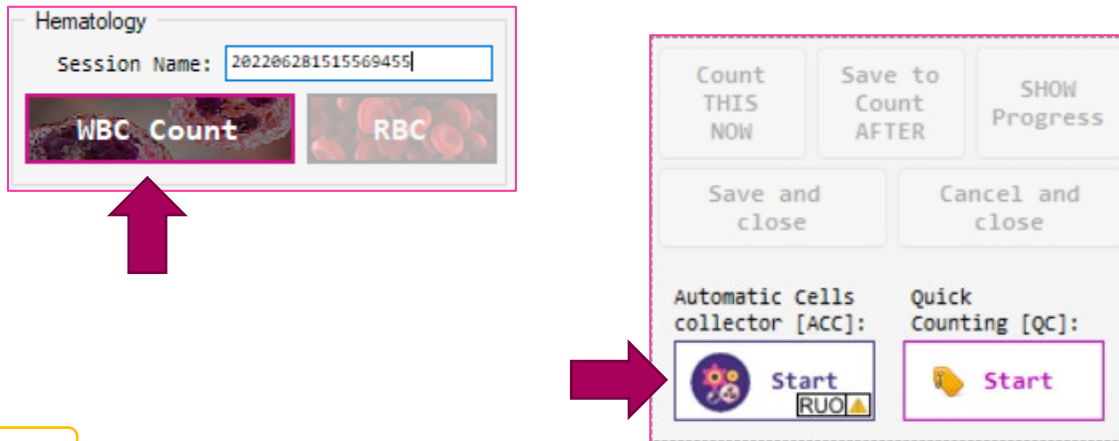 Hematology
Session Name: 202206281515569455
WBC Count
RBC
Count
THIS
NOW
Save to
Count
AFTER
SHOW
Progress
Save and
close
Cancel and
close
Automatic Cells
collector [ACC]:
Quick
Counting [QC]:
Start
RUO
Start